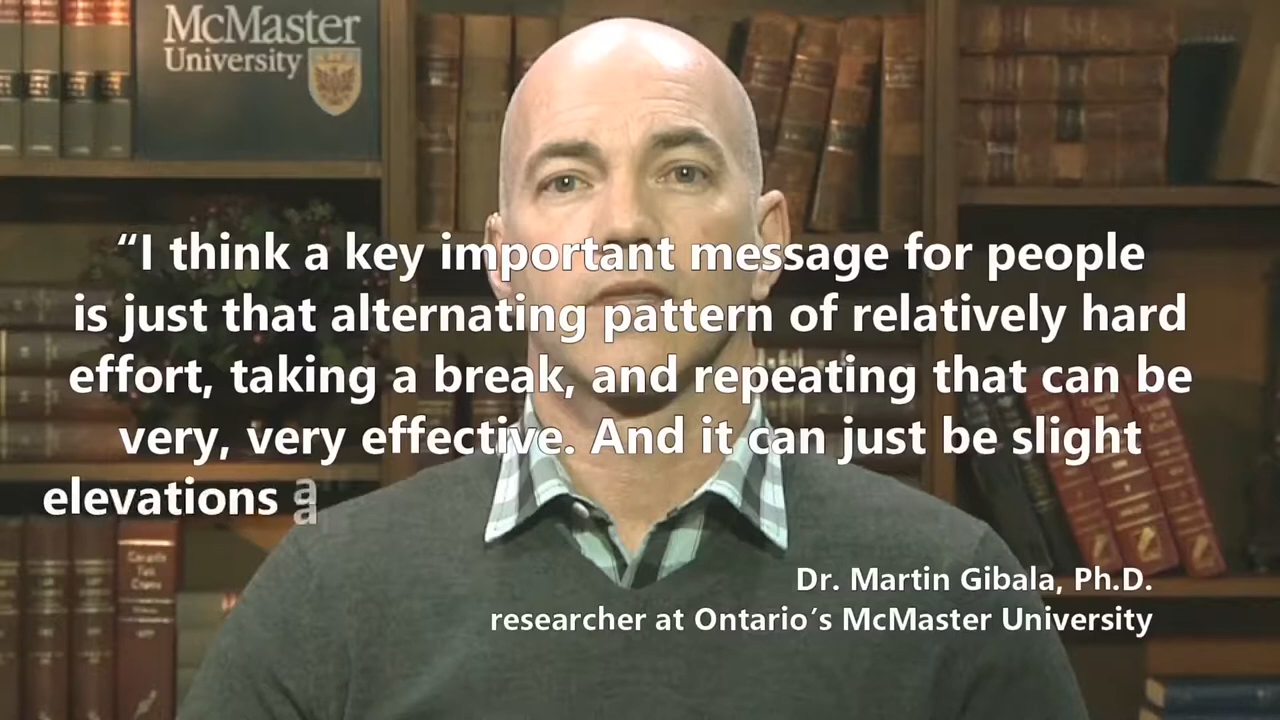 McMaster
University
“I think a key important message for people
is just that alternating pattern of relatively hard
effort, taking a break, and repeating that can be
very, very effective. And it can just be slight
elevations a
Dr. Martin Gibala, Ph.D.
researcher at Ontario′s McMaster University